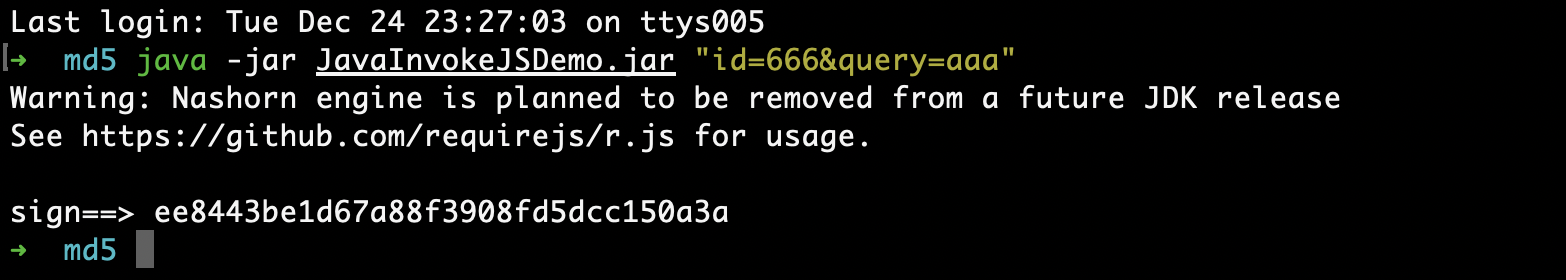 Last login: Tue Dec 24 23:27:03 on ttys005
➜  md5 java -jar JavaInvokeJSDemo.jar "id=666&query=aaa"
Warning: Nashorn engine is planned to be removed from a future JDK release
See https://github.com/requirejs/r.js for usage.
sign==> ee8443be1d67a88f3908fd5dcc150a3a
➜  md5